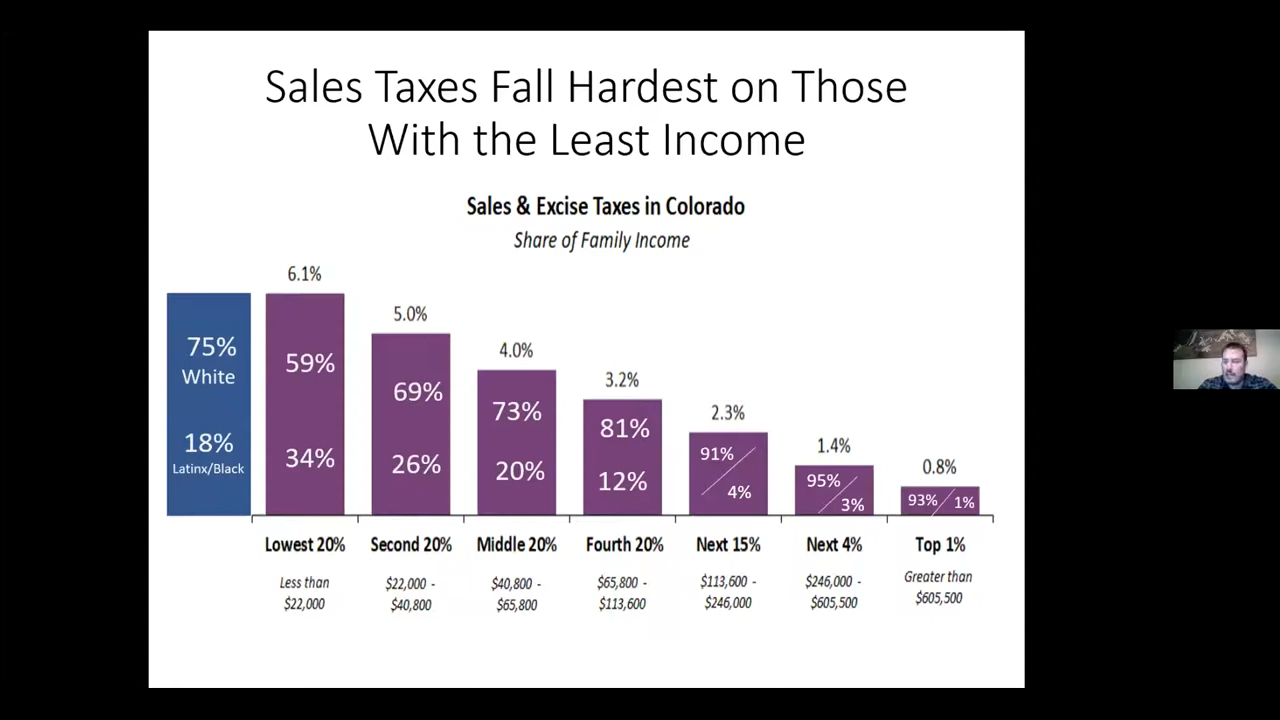 Sales Taxes Fall Hardest on Those
With the Least Income
Sales & Excise Taxes in Colorado
Share of Family Income
75%
White
18%
Latinx/Black
6.1%
59%
34%
5.0%
69%
26%
4.0%
73%
20%
3.2%
81%
12%
2.3%
91%
4%
1.4%
95%
3%
0.8%
93%
1%
Lowest 20%
Second 20%
Middle 20%
Fourth 20%
Next 15%
Next 4%
Top 1%
Less than
$22,000
$22,000 -
$40,800
$40,800 -
$65,800
$65,800 -
$113,600
$113,600 -
$246,000
$246,000 -
$605,500
Greater than
$605,500